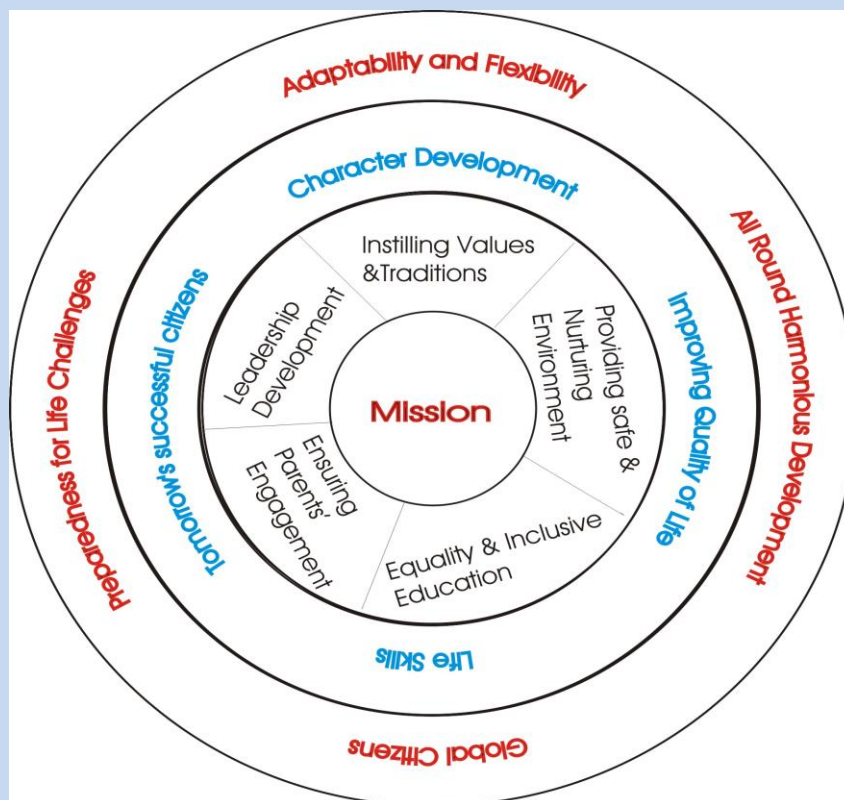 Adaptability and Flexibility
All Round Harmonious Development
Global Citizens
Preparedness for Life Challenges
Character Development
Improving Quality of Life
Life Skills
Tomorrow's successful citizens
Instilling Values
&Traditions
Providing safe &
Nurturing
Environment
Equality & Inclusive
Education
Ensuring
Parents'
Engagement
Leadership
Development
Mission